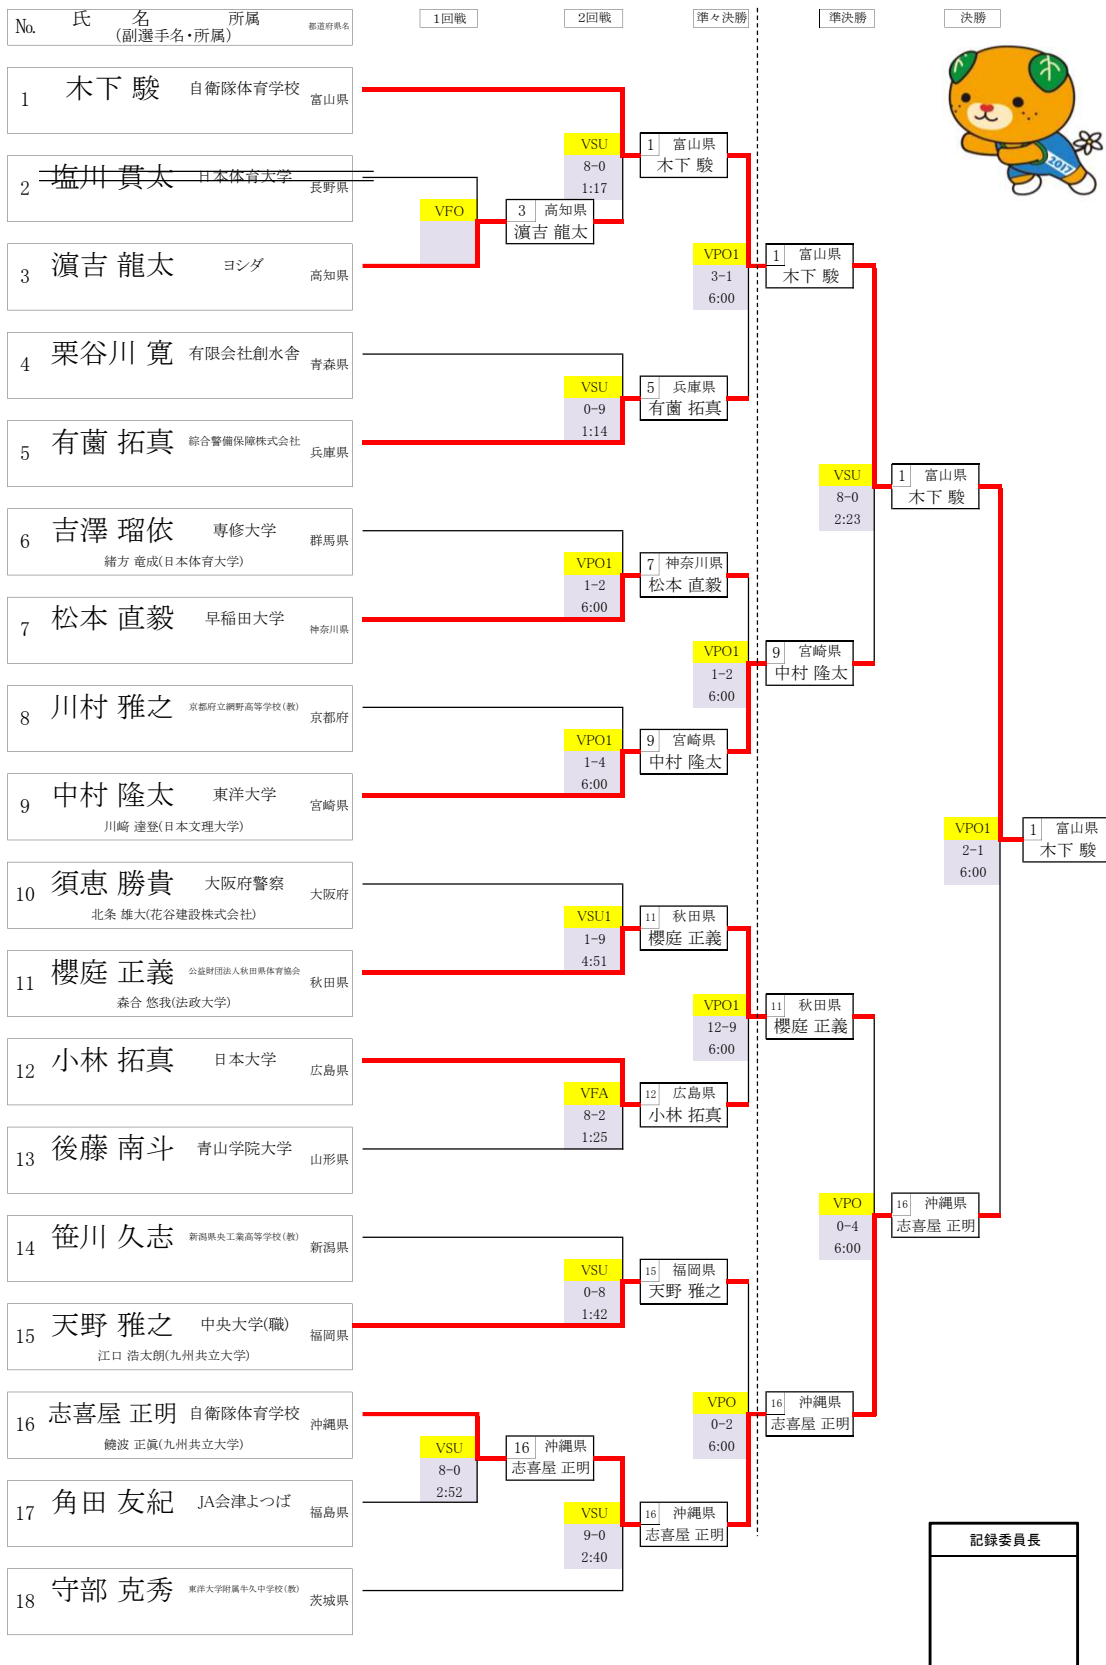 No. 氏 名 所属 都道府県名
(副選手名・所属)
1回戦 2回戦 準々決勝 準決勝 決勝
1 木下 駿 自衛隊体育学校 富山県
2 塩川 貫太 日本体育大学 長野県
3 濵吉 龍太 ヨシダ 高知県
4 栗谷川 寛 有限会社創水舎 青森県
5 有薗 拓真 綜合警備保障株式会社 兵庫県
6 吉澤 瑠依 専修大学 群馬県
緒方 竜成(日本体育大学)
7 松本 直毅 早稲田大学 神奈川県
8 川村 雅之 京都府立網野高等学校(教) 京都府
9 中村 隆太 東洋大学 宮崎県
川﨑 達登(日本文理大学)
10 須恵 勝貴 大阪府警察 大阪府
北条 雄大(花谷建設株式会社)
11 櫻庭 正義 公益財団法人秋田県体育協会 秋田県
森合 悠我(法政大学)
12 小林 拓真 日本大学 広島県
13 後藤 南斗 青山学院大学 山形県
14 笹川 久志 新潟県央工業高等学校(教) 新潟県
15 天野 雅之 中央大学(職) 福岡県
江口 浩太朗(九州共立大学)
16 志喜屋 正明 自衛隊体育学校 沖縄県
饒波 正眞(九州共立大学)
17 角田 友紀 JA会津よつば 福島県
18 守部 克秀 東洋大学附属牛久中学校(教) 茨城県
VFO
3 高知県
濵吉 龍太
VSU
8-0
2:52
16 沖縄県
志喜屋 正明
VSU
8-0
1:17
1 富山県
木下 駿
VSU
0-9
1:14
5 兵庫県
有薗 拓真
VPO1
1-2
6:00
7 神奈川県
松本 直毅
VPO1
1-4
6:00
9 宮崎県
中村 隆太
VSU1
1-9
4:51
11 秋田県
櫻庭 正義
VFA
8-2
1:25
12 広島県
小林 拓真
VSU
0-8
1:42
15 福岡県
天野 雅之
VSU
9-0
2:40
16 沖縄県
志喜屋 正明
VPO1
3-1
6:00
1 富山県
木下 駿
VPO1
1-2
6:00
9 宮崎県
中村 隆太
VPO1
12-9
6:00
11 秋田県
櫻庭 正義
VPO
0-2
6:00
16 沖縄県
志喜屋 正明
VSU
8-0
2:23
1 富山県
木下 駿
VPO
0-4
6:00
16 沖縄県
志喜屋 正明
VPO1
2-1
6:00
1 富山県
木下 駿
2017
記録委員長